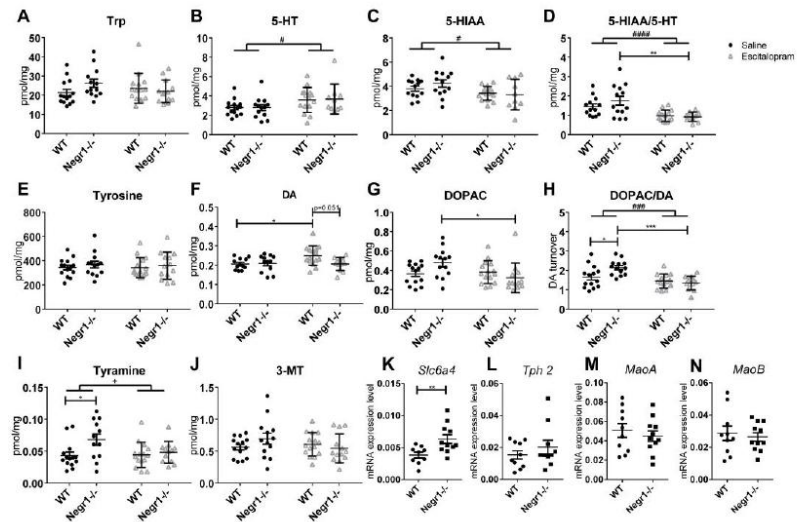 A Trp
B 5-HT
C 5-HIAA
D 5-HIAA/5-HT
#
#
####
**
Saline
Escitalopram
pmol/mg
60
50
40
30
20
10
0
pmol/mg
10
8
6
4
2
0
pmol/mg
8
6
4
2
0
pmol/mg
5
4
3
2
1
0
WT
Negr1-/-
WT
Negr1-/-
WT
Negr1-/-
WT
Negr1-/-
WT
Negr1-/-
WT
Negr1-/-
WT
Negr1-/-
WT
Negr1-/-
E Tyrosine
F DA
G DOPAC
H DOPAC/DA
p=0.051
*
###
***
*
pmol/mg
800
600
400
200
0
pmol/mg
0.5
0.4
0.3
0.2
0.1
0.0
pmol/mg
1.0
0.8
0.6
0.4
0.2
0.0
DA turnover
5
4
3
2
1
0
WT
Negr1-/-
WT
Negr1-/-
WT
Negr1-/-
WT
Negr1-/-
WT
Negr1-/-
WT
Negr1-/-
WT
Negr1-/-
WT
Negr1-/-
I Tyramine
J 3-MT
K Slc6a4
L Tph 2
M MaoA
N MaoB
+
*
**
pmol/mg
0.15
0.10
0.05
0.00
pmol/mg
1.5
1.0
0.5
0.0
mRNA expression level
0.015
0.010
0.005
0.000
mRNA expression level
0.06
0.04
0.02
0.00
mRNA expression level
0.10
0.05
0.00
mRNA expression level
0.08
0.06
0.04
0.02
0.00
WT
Negr1-/-
WT
Negr1-/-
WT
Negr1-/-
WT
Negr1-/-
WT
Negr1-/-
WT
Negr1-/-
WT
Negr1-/-
WT
Negr1-/-